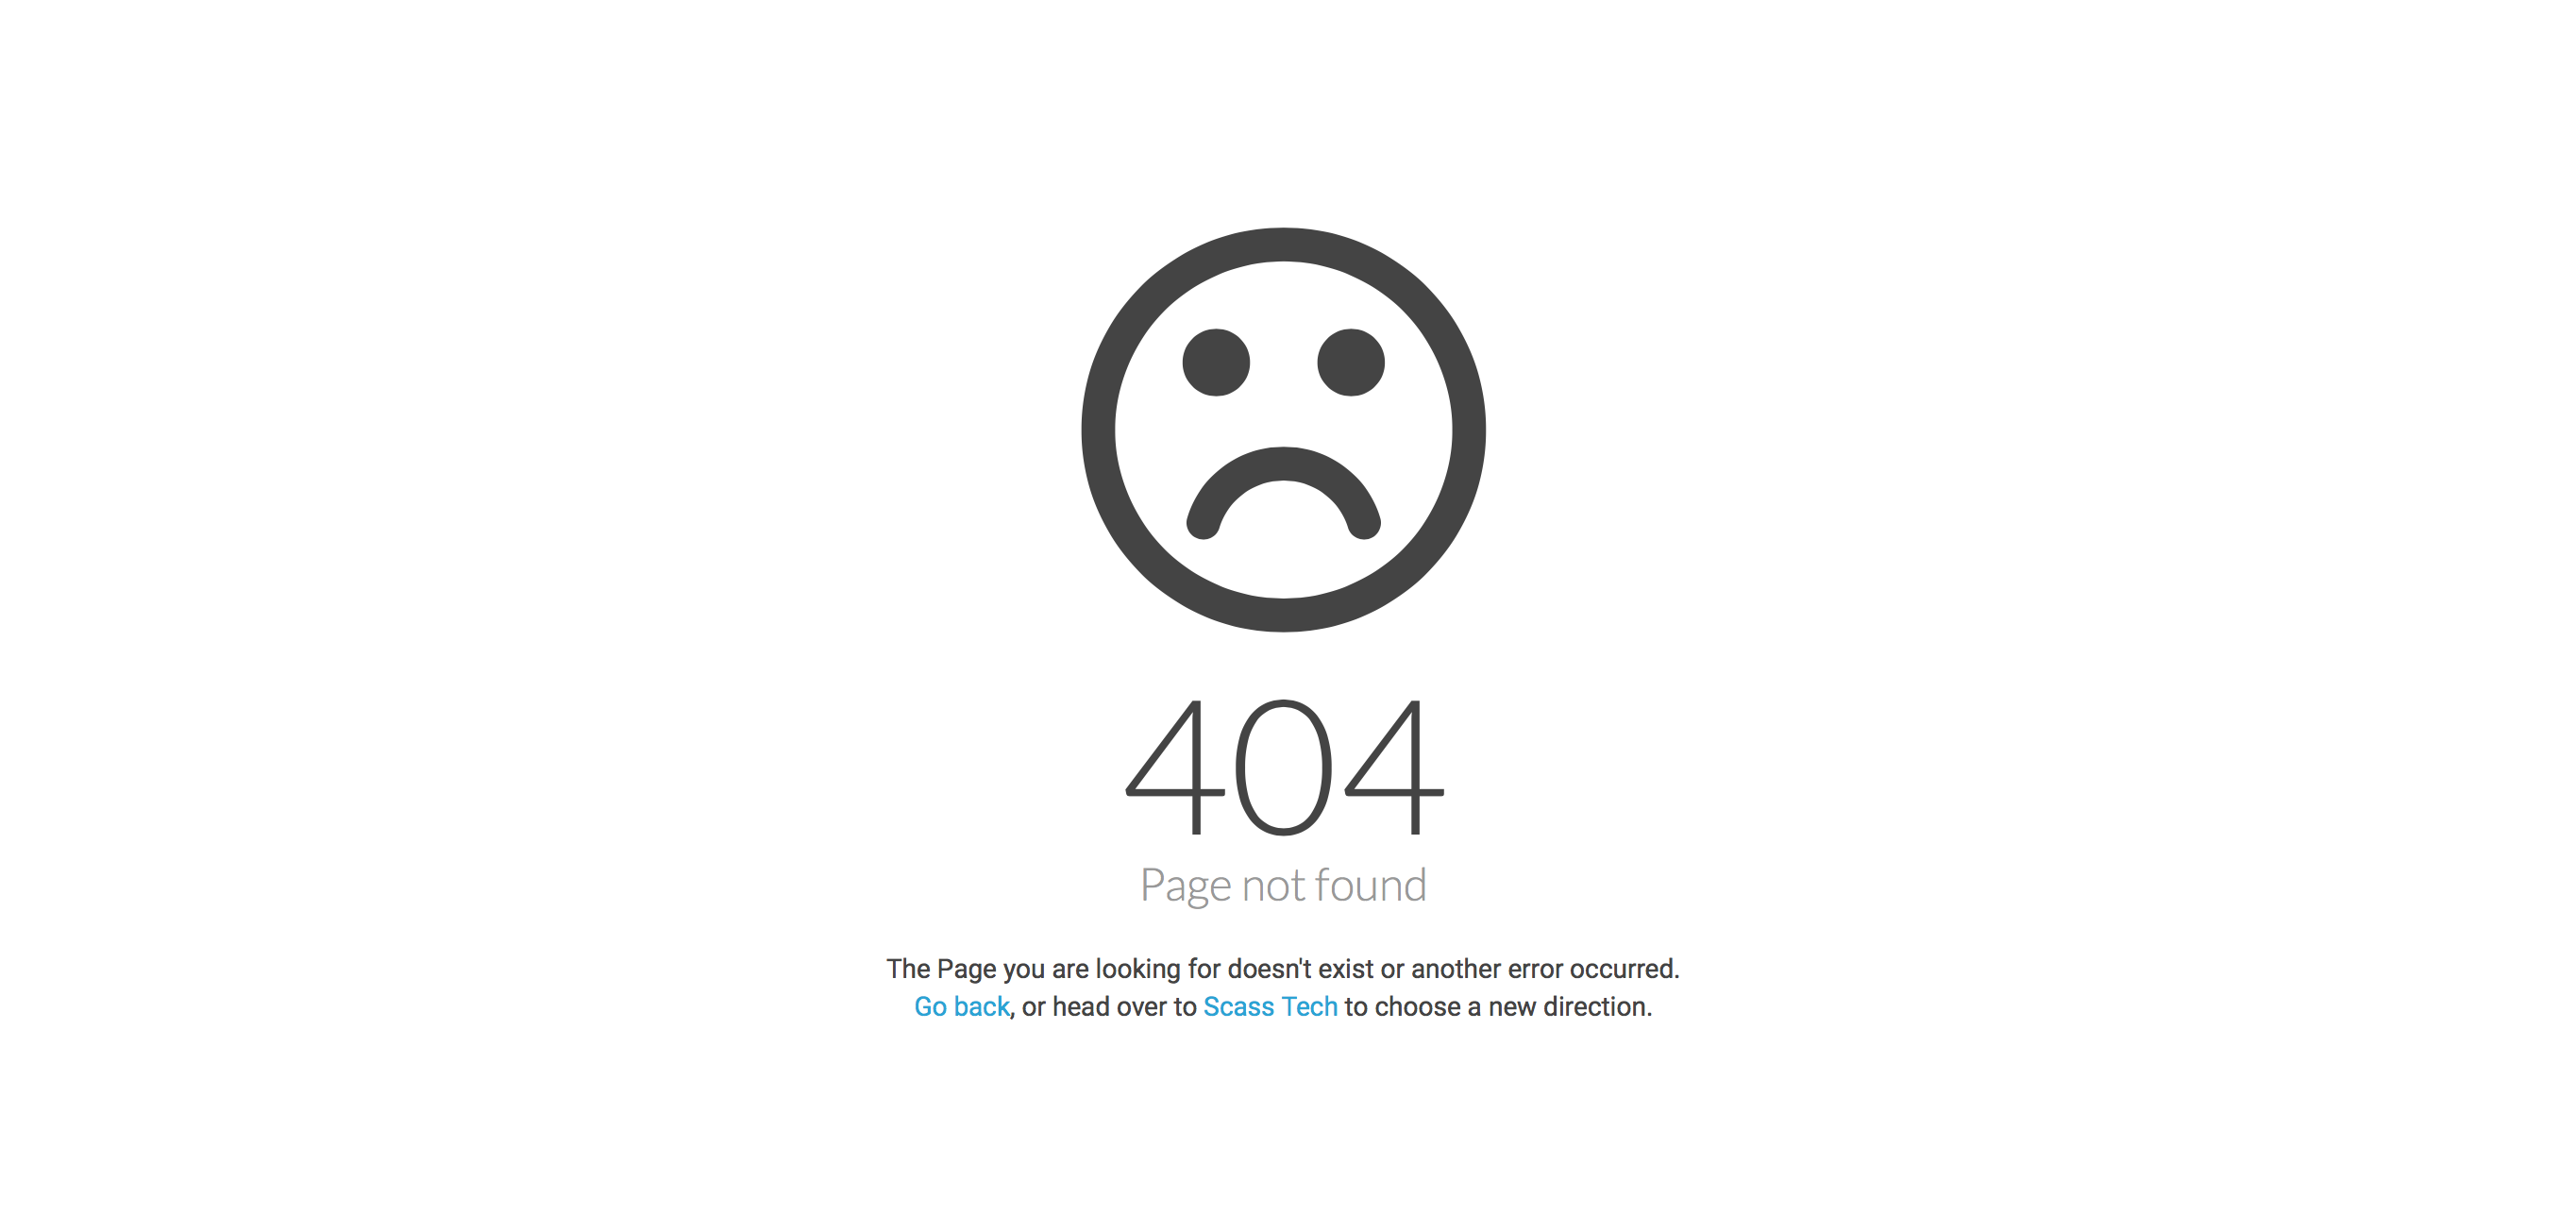 404
Page not found
The Page you are looking for doesn't exist or another error occurred.
Go back, or head over to Scass Tech to choose a new direction.